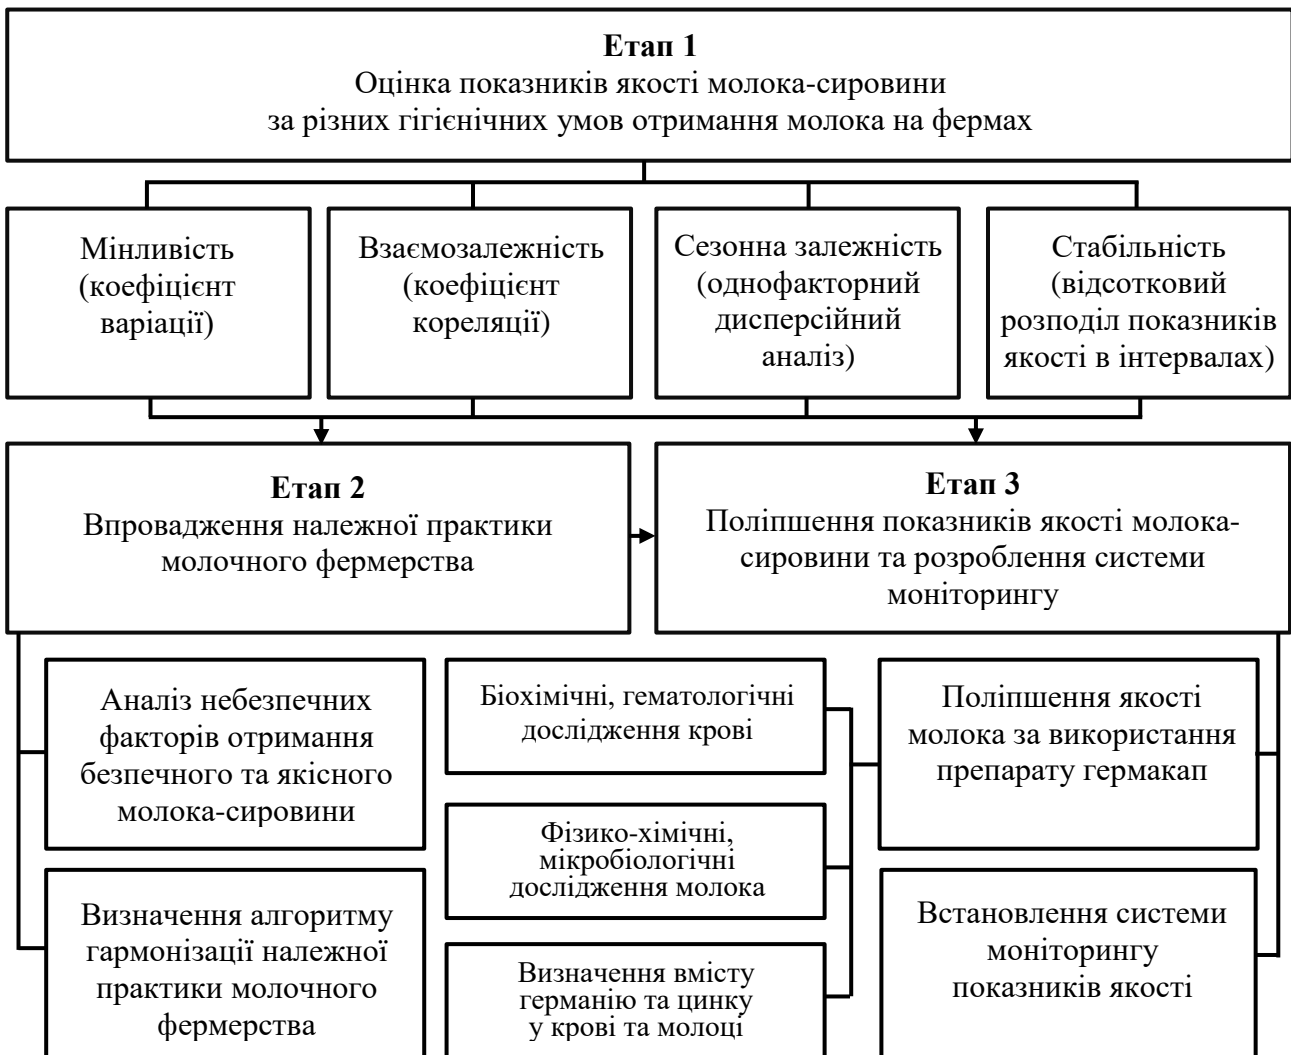 Етап 1
Оцінка показників якості молока-сировини
за різних гігієнічних умов отримання молока на фермах
Мінливість
(коефіцієнт
варіації)
Взаємозалежність
(коефіцієнт
кореляції)
Сезонна залежність
(однофакторний
дисперсійний
аналіз)
Стабільність
(відсотковий
розподіл показників
якості в інтервалах)
Етап 2
Впровадження належної практики
молочного фермерства
Етап 3
Поліпшення показників якості молока-
сировини та розроблення системи
моніторингу
Аналіз небезпечних
факторів отримання
безпечного та якісного
молока-сировини
Визначення алгоритму
гармонізації належної
практики молочного
фермерства
Біохімічні, гематологічні
дослідження крові
Фізико-хімічні,
мікробіологічні
дослідження молока
Визначення вмісту
германію та цинку
у крові та молоці
Поліпшення якості
молока за використання
препарату гермакап
Встановлення системи
моніторингу
показників якості